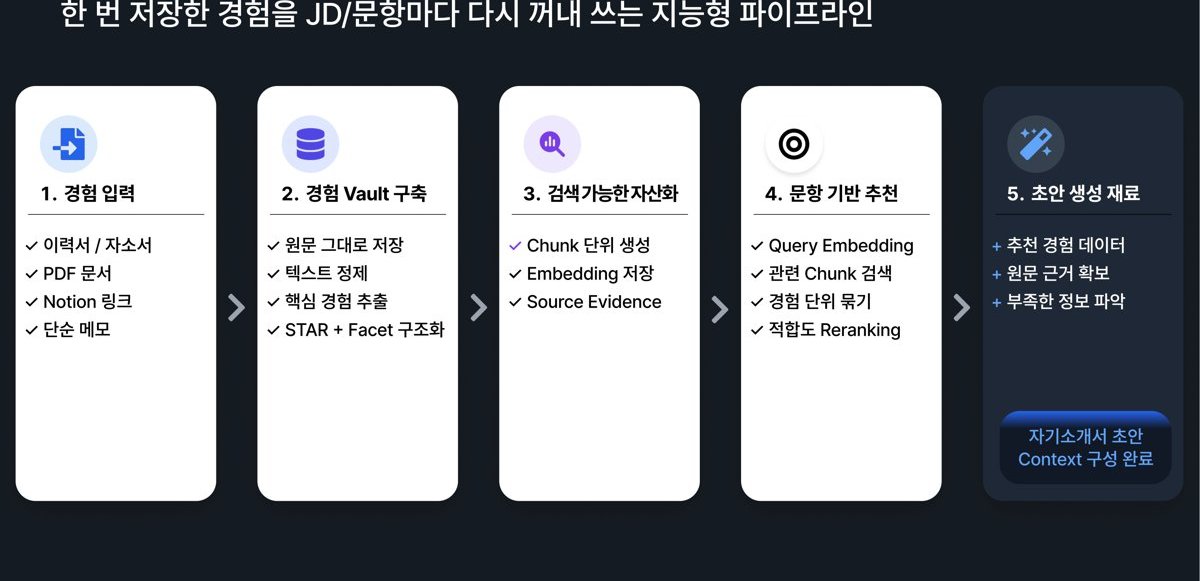 한 번 저장한 경험을 JD/문항마다 다시 꺼내 쓰는 지능형 파이프라인
1. 경험 입력
✓ 이력서 / 자소서
✓ PDF 문서
✓ Notion 링크
✓ 단순 메모
2. 경험 Vault 구축
✓ 원문 그대로 저장
✓ 텍스트 정제
✓ 핵심 경험 추출
✓ STAR + Facet 구조화
3. 검색 가능한 자산화
✓ Chunk 단위 생성
✓ Embedding 저장
✓ Source Evidence
4. 문항 기반 추천
✓ Query Embedding
✓ 관련 Chunk 검색
✓ 경험 단위 묶기
✓ 적합도 Reranking
5. 초안 생성 재료
+ 추천 경험 데이터
+ 원문 근거 확보
+ 부족한 정보 파악
자기소개서 초안
Context 구성 완료